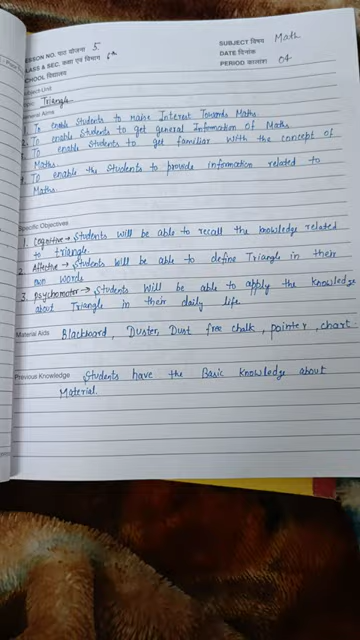 LESSON NO. पाठ योजना 5
SUBJECT विषय Math
CLASS & SEC. कक्षा एवं विभाग 6th
DATE दिनांक
SCHOOL विद्यालय
PERIOD कालांश 04
Subject Unit
Topic Triangle
General Aims
1. To enable Students to raise Interest Towards Maths.
2. To enable Students to get general Information Of Maths
3. To enable Students to get familiar with the concept of
Maths
4. To enable the Students to provide information related to
Maths.
Specific Objectives
1. Cognitive → Students will be able to recall the knowledge related
to triangle.
2. Affective → Students will be able to define Triangle in their
own words
3. Psychomotor → Students will be able to apply the knowledge
about Triangle in their daily life
Material Aids Blackboard, Duster, Dust free chalk, pointer, chart
Previous Knowledge Students have the Basic Knowledge about
Material.